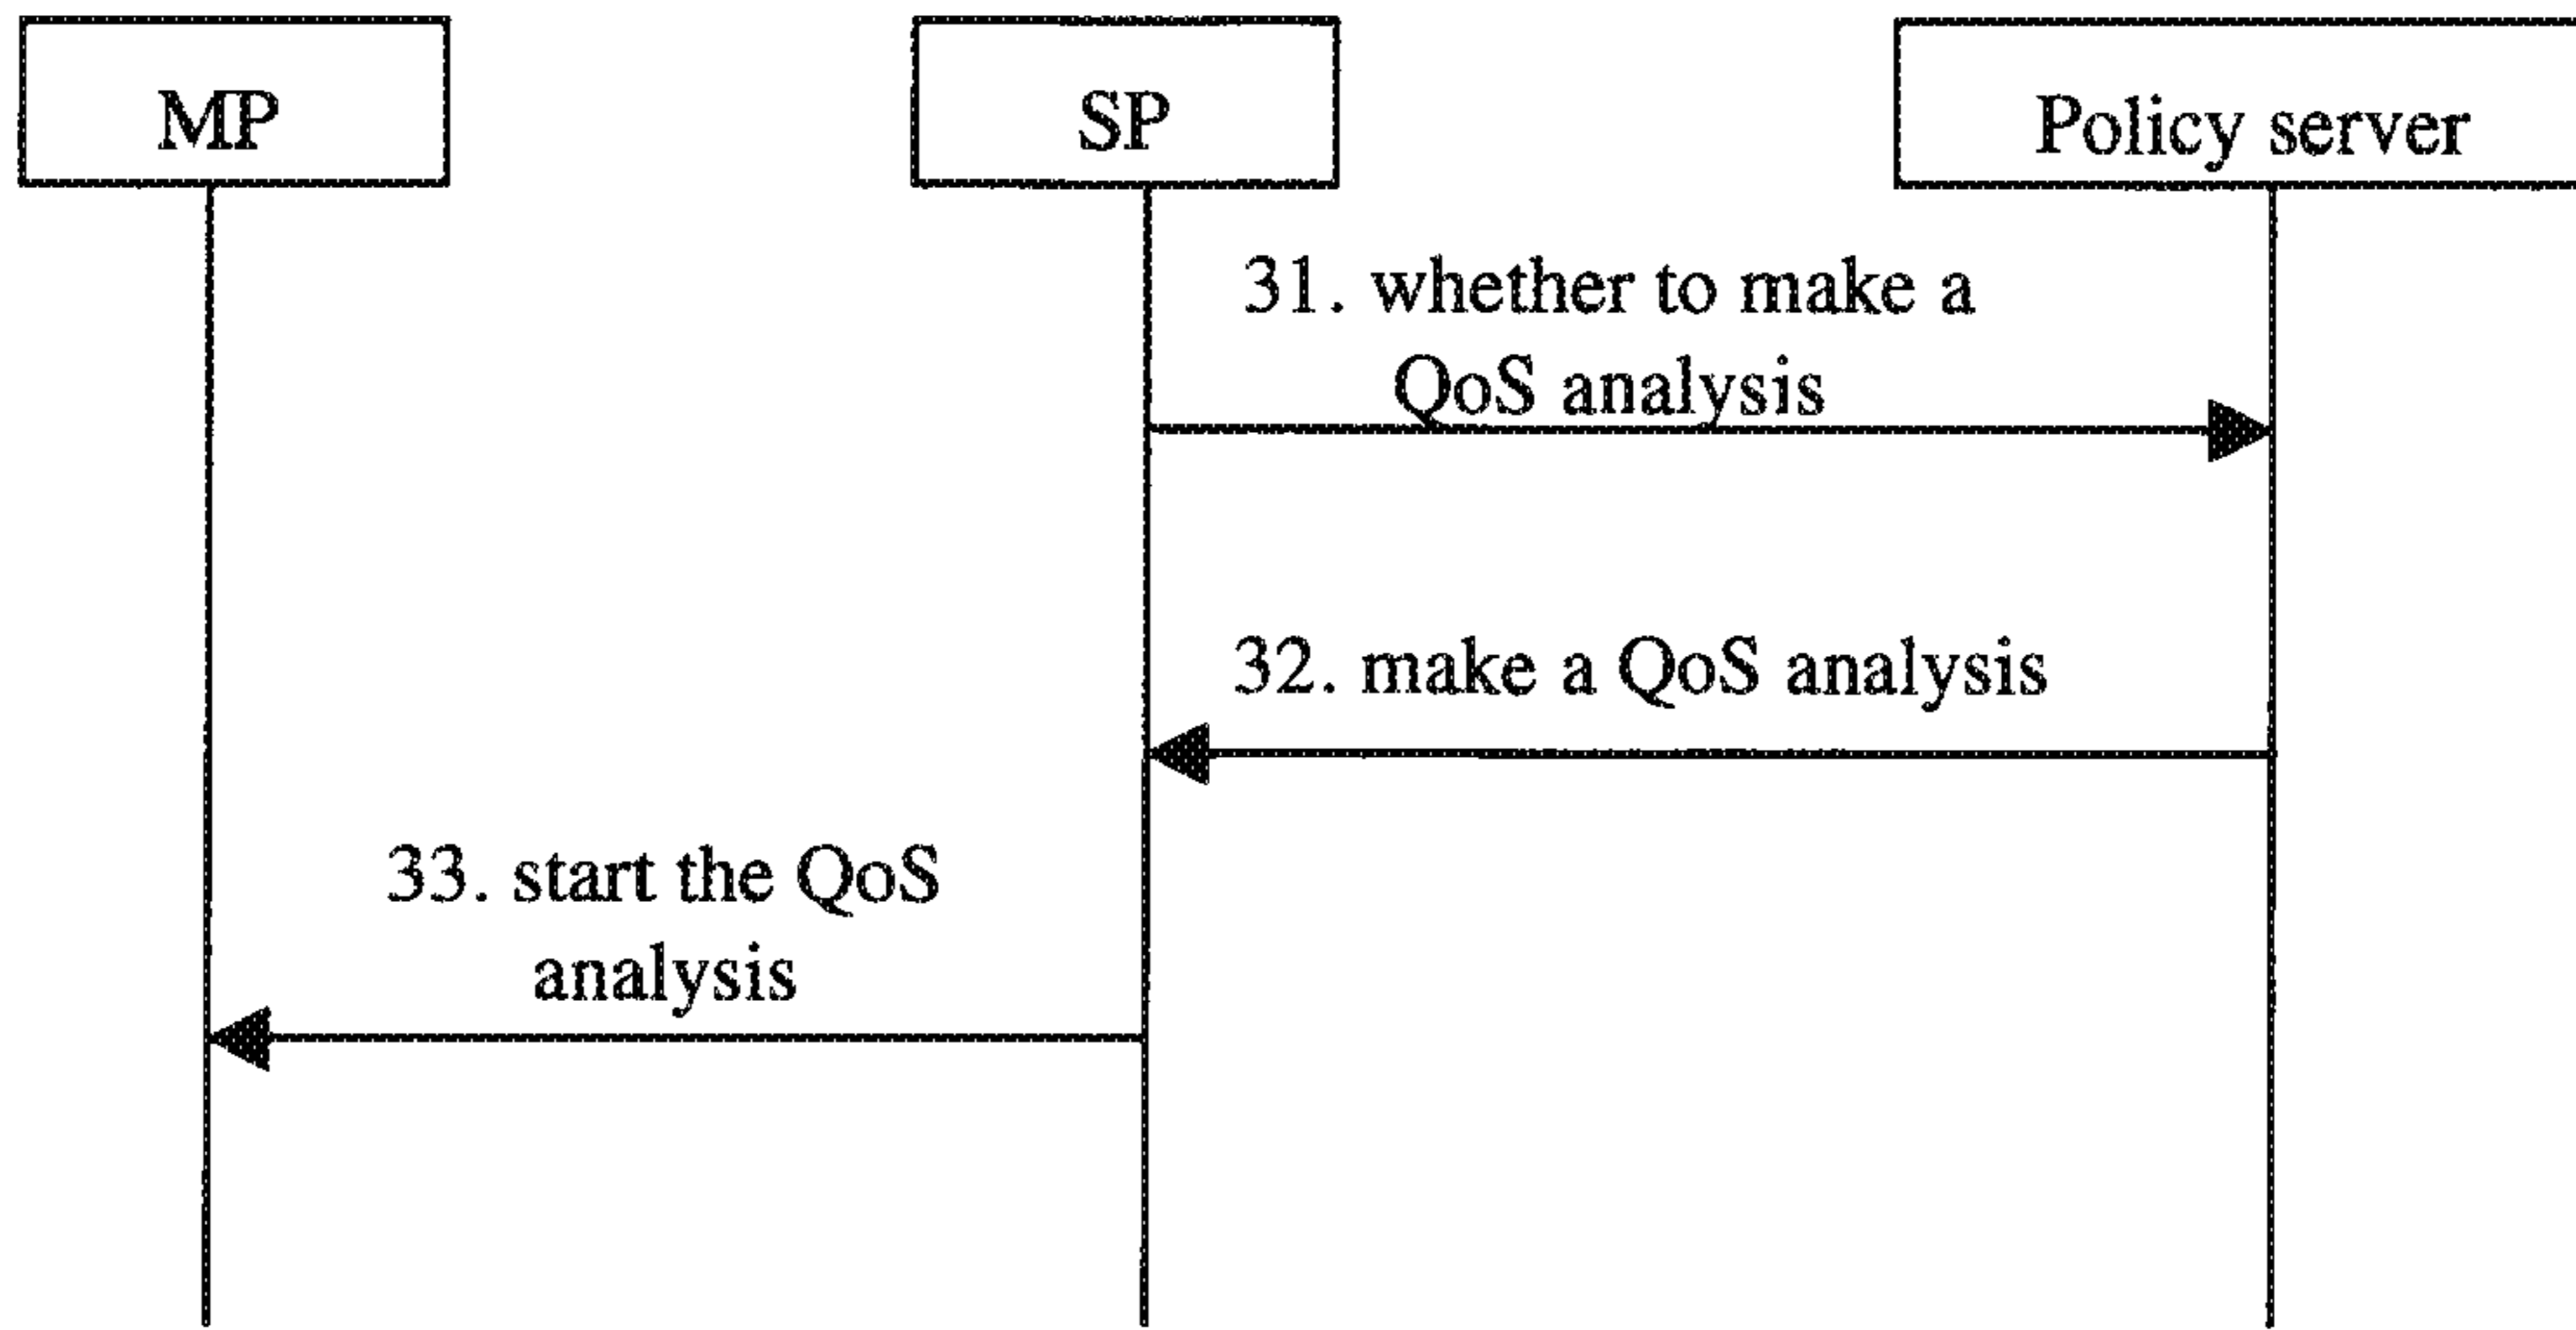 MP
SP
Policy server
31. whether to make a
QoS analysis
32. make a QoS analysis
33. start the QoS
analysis